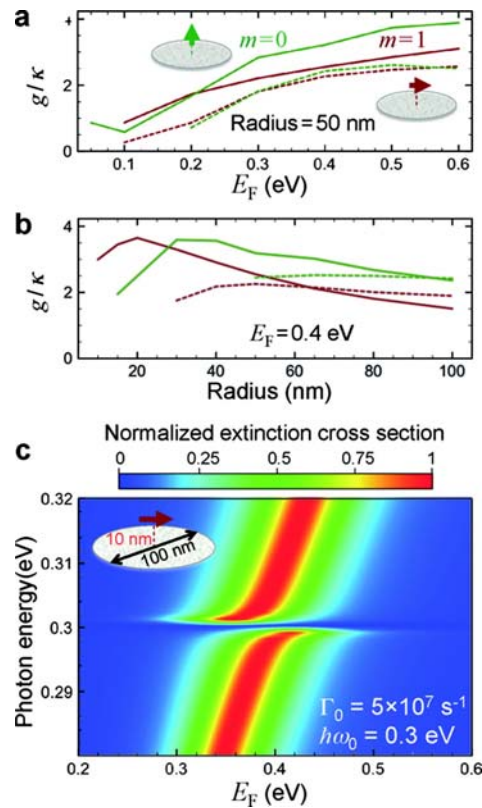 a
g/κ
4
2
0
m=0
m=1
Radius=50 nm
0.1 0.2 0.3 0.4 0.5 0.6
E_F (eV)
b
g/κ
4
2
0
E_F=0.4 eV
20 40 60 80 100
Radius (nm)
c
Normalized extinction cross section
0 0.25 0.5 0.75 1
Photon energy(eV)
0.32
0.31
0.3
0.29
10 nm
100 nm
Γ₀ = 5×10⁷ s⁻¹
ħω₀ = 0.3 eV
0.2 0.3 0.4 0.5 0.6
E_F (eV)